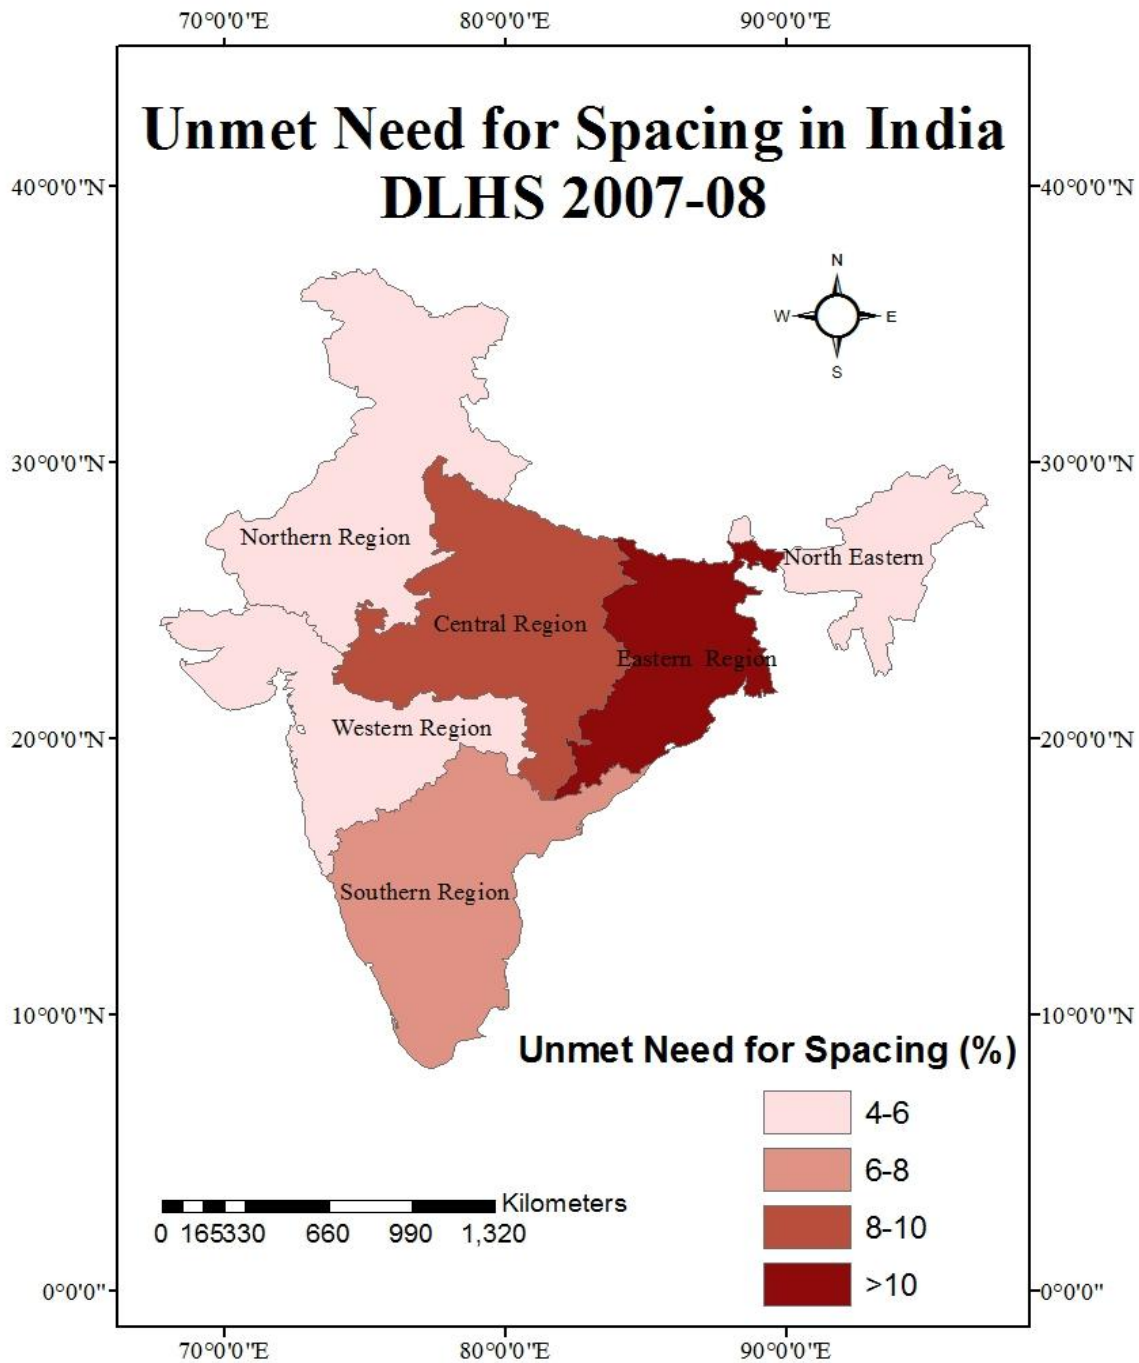 70°0'0"E 80°0'0"E 90°0'0"E
Unmet Need for Spacing in India
DLHS 2007-08
40°0'0"N 40°0'0"N
N
W E
S
30°0'0"N 30°0'0"N
Northern Region
North Eastern
Central Region
Eastern Region
Western Region
20°0'0"N 20°0'0"N
Southern Region
10°0'0"N 10°0'0"N
Unmet Need for Spacing (%)
4-6
6-8
8-10
>10
Kilometers
0 165330 660 990 1,320
0°0'0" 0°0'0"
70°0'0"E 80°0'0"E 90°0'0"E